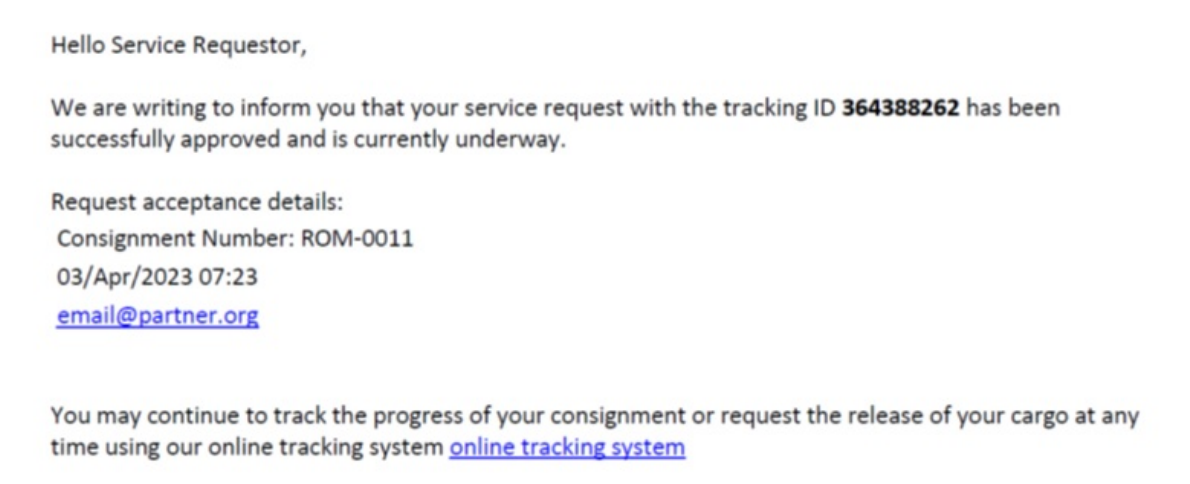 Hello Service Requestor,
We are writing to inform you that your service request with the tracking ID 364388262 has been
successfully approved and is currently underway.
Request acceptance details:
Consignment Number: ROM-0011
03/Apr/2023 07:23
email@partner.org
You may continue to track the progress of your consignment or request the release of your cargo at any
time using our online tracking system online tracking system